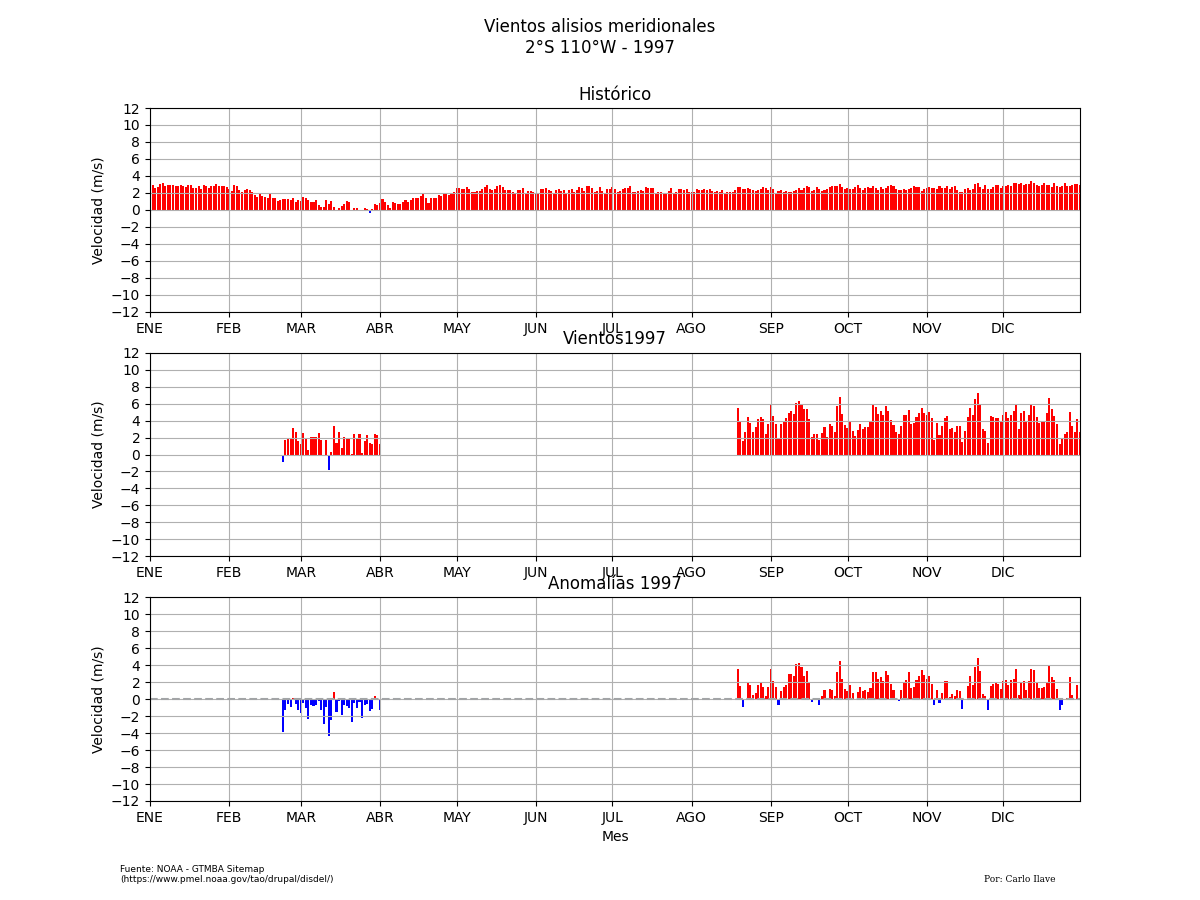 Vientos alisios meridionales
2°S 110°W - 1997
Histórico
12
10
8
6
4
2
0
−2
−4
−6
−8
−10
−12
Velocidad (m/s)
ENE FEB MAR ABR MAY JUN JUL AGO SEP OCT NOV DIC
Vientos1997
12
10
8
6
4
2
0
−2
−4
−6
−8
−10
−12
Velocidad (m/s)
ENE FEB MAR ABR MAY JUN JUL AGO SEP OCT NOV DIC
Anomalías 1997
12
10
8
6
4
2
0
−2
−4
−6
−8
−10
−12
Velocidad (m/s)
ENE FEB MAR ABR MAY JUN JUL AGO SEP OCT NOV DIC
Mes
Fuente: NOAA - GTMBA Sitemap
(https://www.pmel.noaa.gov/tao/drupal/disdel/)
Por: Carlo Ilave